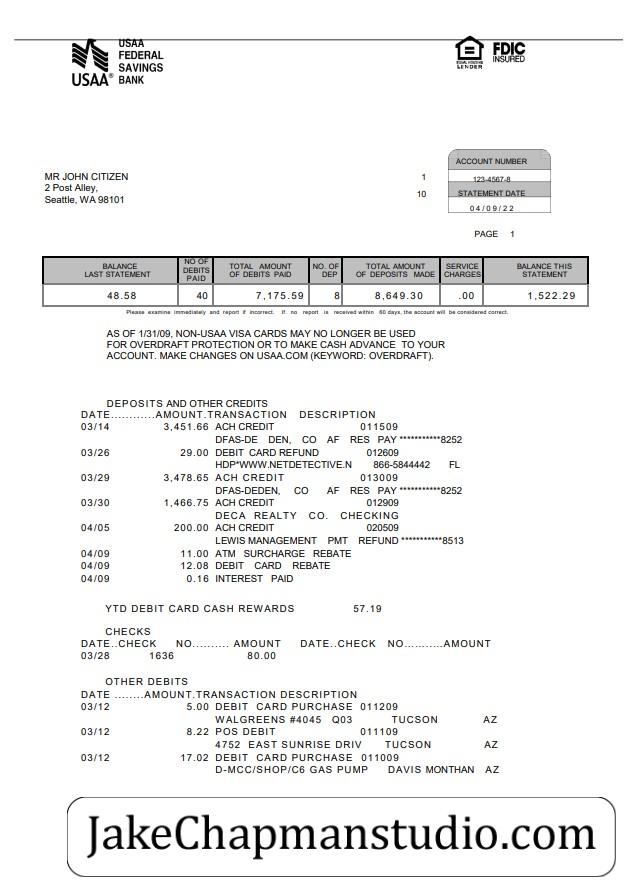 USAA
FEDERAL
SAVINGS
BANK
USAA®
EQUAL HOUSING
LENDER
FDIC
INSURED
MR JOHN CITIZEN
2 Post Alley,
Seattle, WA 98101
1
10
ACCOUNT NUMBER
123-4567-8
STATEMENT DATE
04/09/22
PAGE 1
BALANCE LAST STATEMENT NO OF DEBITS PAID TOTAL AMOUNT OF DEBITS PAID NO. OF DEP TOTAL AMOUNT OF DEPOSITS MADE SERVICE CHARGES BALANCE THIS STATEMENT
48.58 40 7,175.59 8 8,649.30 .00 1,522.29
Please examine immediately and report if incorrect. If no report is received within 60 days, the account will be considered correct.
AS OF 1/31/09, NON-USAA VISA CARDS MAY NO LONGER BE USED
FOR OVERDRAFT PROTECTION OR TO MAKE CASH ADVANCE TO YOUR
ACCOUNT. MAKE CHANGES ON USAA.COM (KEYWORD: OVERDRAFT).
DEPOSITS AND OTHER CREDITS
DATE............AMOUNT.TRANSACTION DESCRIPTION
03/14 3,451.66 ACH CREDIT 011509
DFAS-DE DEN, CO AF RES PAY ***********8252
03/26 29.00 DEBIT CARD REFUND 012609
HDP*WWW.NETDETECTIVE.N 866-5844442 FL
03/29 3,478.65 ACH CREDIT 013009
DFAS-DEDEN, CO AF RES PAY ***********8252
03/30 1,466.75 ACH CREDIT 012909
DECA REALTY CO. CHECKING
04/05 200.00 ACH CREDIT 020509
LEWIS MANAGEMENT PMT REFUND ***********8513
04/09 11.00 ATM SURCHARGE REBATE
04/09 12.08 DEBIT CARD REBATE
04/09 0.16 INTEREST PAID
YTD DEBIT CARD CASH REWARDS 57.19
CHECKS
DATE..CHECK NO.......... AMOUNT DATE..CHECK NO...........AMOUNT
03/28 1636 80.00
OTHER DEBITS
DATE ........AMOUNT.TRANSACTION DESCRIPTION
03/12 5.00 DEBIT CARD PURCHASE 011209
WALGREENS #4045 Q03 TUCSON AZ
03/12 8.22 POS DEBIT 011109
4752 EAST SUNRISE DRIV TUCSON AZ
03/12 17.02 DEBIT CARD PURCHASE 011009
D-MCC/SHOP/C6 GAS PUMP DAVIS MONTHAN AZ
JakeChapmanstudio.com